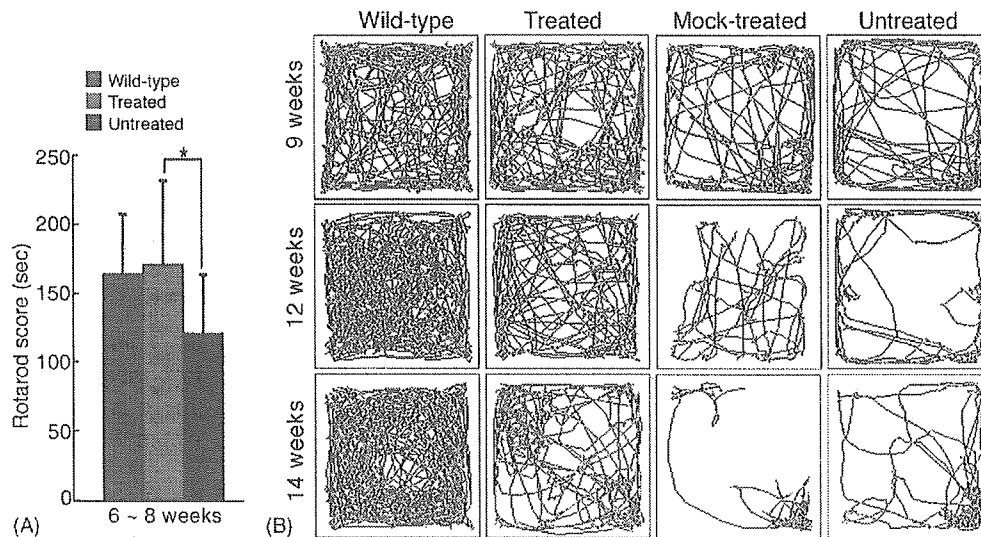 Wild-type
Treated
Untreated
*
250
200
150
100
50
0
Rotarod score (sec)
6 ~ 8 weeks
(A)
Wild-type Treated Mock-treated Untreated
9 weeks
12 weeks
14 weeks
(B)